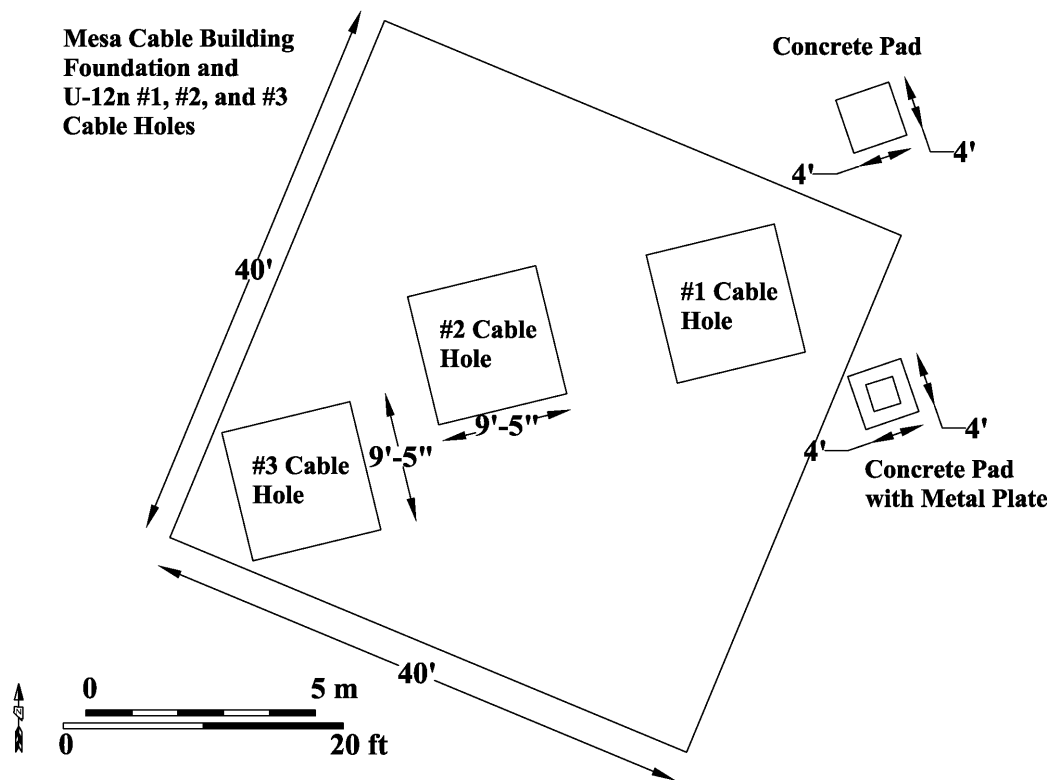 Mesa Cable Building
Foundation and
U-12n #1, #2, and #3
Cable Holes
Concrete Pad
4'
4'
40'
#1 Cable
Hole
#2 Cable
Hole
9'-5"
#3 Cable
Hole
9'-5"
4'
4'
Concrete Pad
with Metal Plate
40'
0
5 m
0
20 ft
N